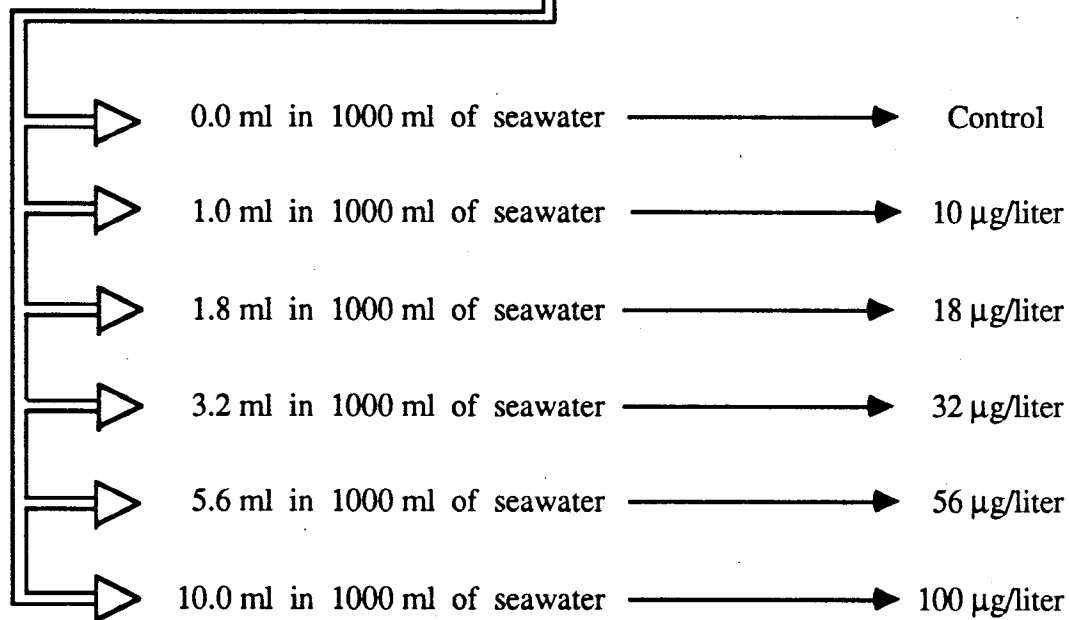 0.0 ml in 1000 ml of seawater Control
1.0 ml in 1000 ml of seawater 10 µg/liter
1.8 ml in 1000 ml of seawater 18 µg/liter
3.2 ml in 1000 ml of seawater 32 µg/liter
5.6 ml in 1000 ml of seawater 56 µg/liter
10.0 ml in 1000 ml of seawater 100 µg/liter